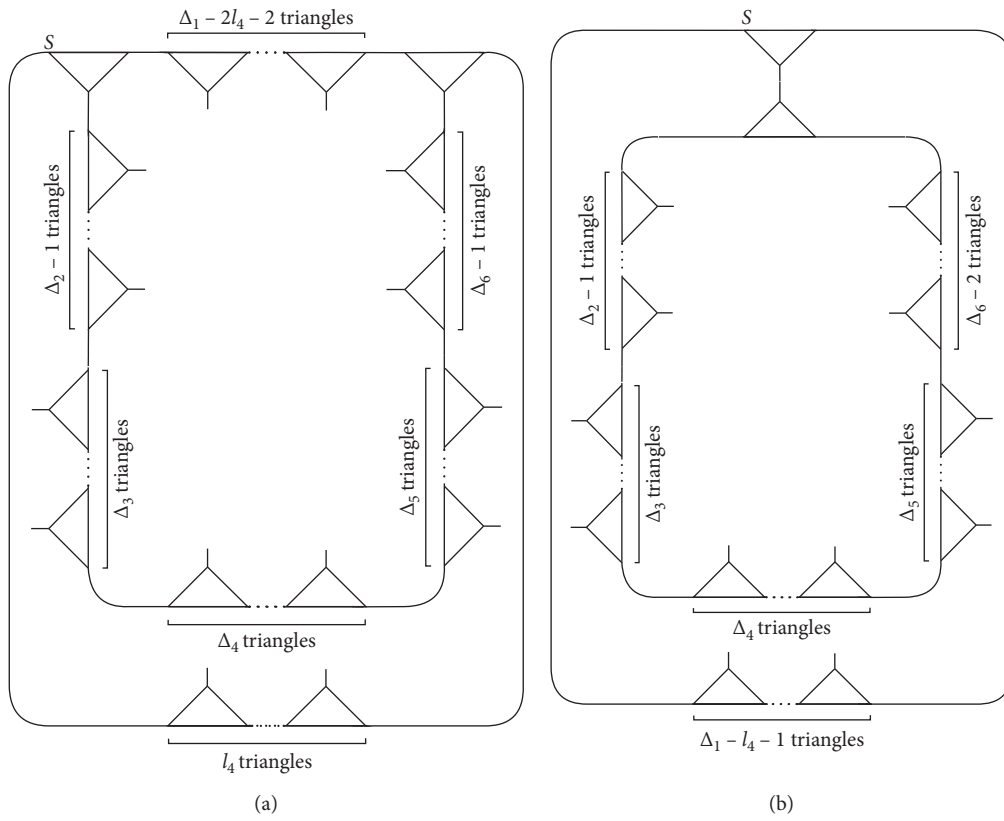 Δ₁ – 2l₄ – 2 triangles
S
Δ₂ – 1 triangles
Δ₆ – 1 triangles
Δ₃ triangles
Δ₅ triangles
Δ₄ triangles
l₄ triangles
(a)
S
Δ₂ – 1 triangles
Δ₆ – 2 triangles
Δ₃ triangles
Δ₅ triangles
Δ₄ triangles
Δ₁ – l₄ – 1 triangles
(b)